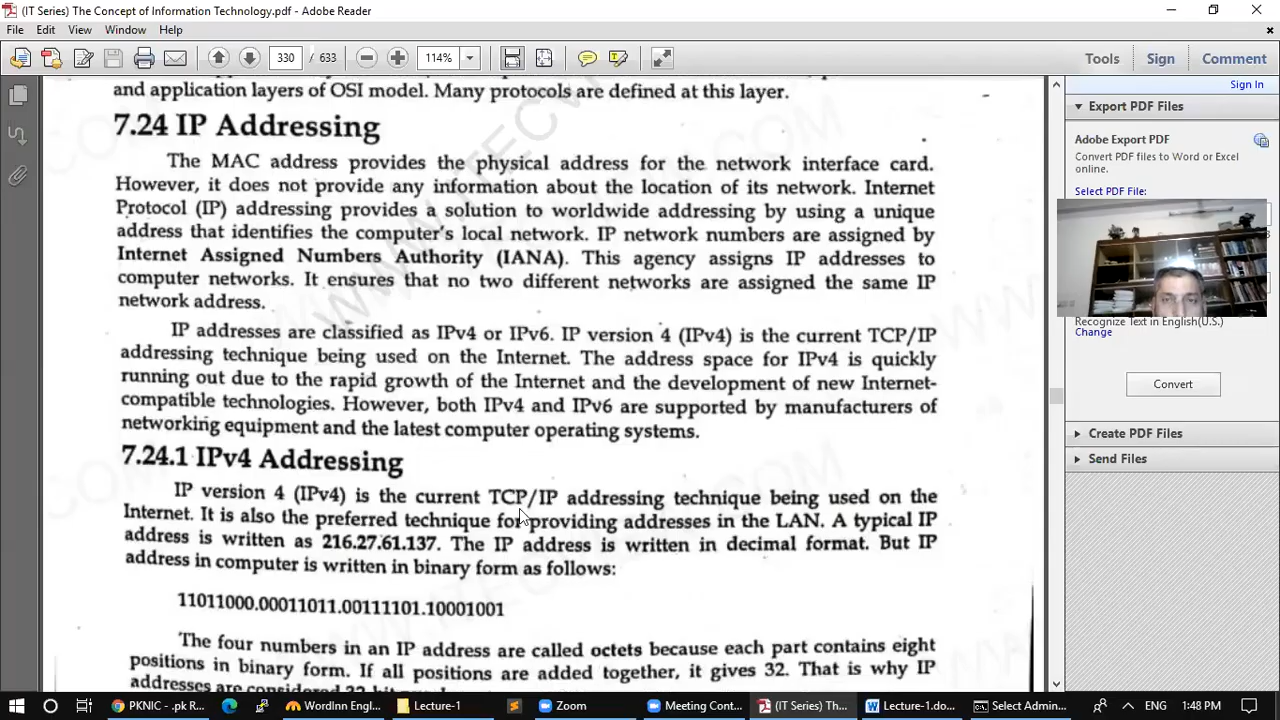 (IT Series) The Concept of Information Technology.pdf - Adobe Reader
File Edit View Window Help
330 / 633 114% Tools Sign Comment
Sign In
Export PDF Files
Adobe Export PDF
Convert PDF files to Word or Excel
online.
Select PDF File:
Recognize Text in English(U.S.)
Change
Convert
Create PDF Files
Send Files
and application layers of OSI model. Many protocols are defined at this layer.
7.24 IP Addressing
The MAC address provides the physical address for the network interface card.
However, it does not provide any information about the location of its network. Internet
Protocol (IP) addressing provides a solution to worldwide addressing by using a unique
address that identifies the computer's local network. IP network numbers are assigned by
Internet Assigned Numbers Authority (IANA). This agency assigns IP addresses to
computer networks. It ensures that no two different networks are assigned the same IP
network address.
IP addresses are classified as IPv4 or IPv6. IP version 4 (IPv4) is the current TCP/IP
addressing technique being used on the Internet. The address space for IPv4 is quickly
running out due to the rapid growth of the Internet and the development of new Internet-
compatible technologies. However, both IPv4 and IPv6 are supported by manufacturers of
networking equipment and the latest computer operating systems.
7.24.1 IPv4 Addressing
IP version 4 (IPv4) is the current TCP/IP addressing technique being used on the
Internet. It is also the preferred technique for providing addresses in the LAN. A typical IP
address is written as 216.27.61.137. The IP address is written in decimal format. But IP
address in computer is written in binary form as follows:
11011000.00011011.00111101.10001001
The four numbers in an IP address are called octets because each part contains eight
positions in binary form. If all positions are added together, it gives 32. That is why IP
addresses are considered 32-bit
PKNIC - .pk R... WordInn Engl... Lecture-1 Zoom Meeting Cont... (IT Series) Th... Lecture-1.do... Select Admin... ENG 1:48 PM